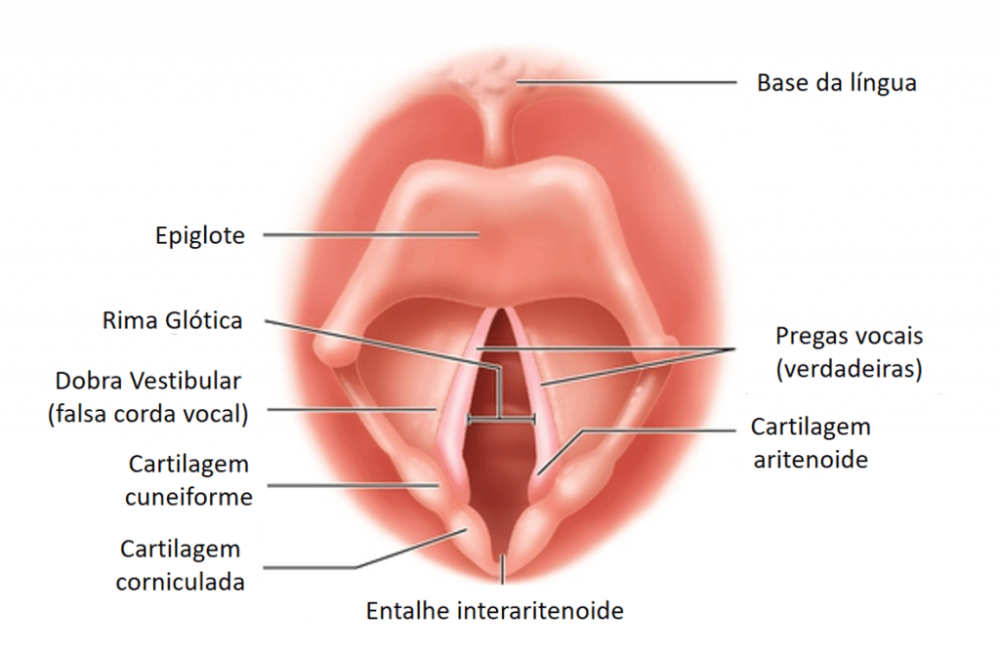 Base da língua
Epiglote
Rima Glótica
Pregas vocais
(verdadeiras)
Dobra Vestibular
(falsa corda vocal)
Cartilagem
aritenoide
Cartilagem
cuneiforme
Cartilagem
corniculada
Entalhe interaritenoide